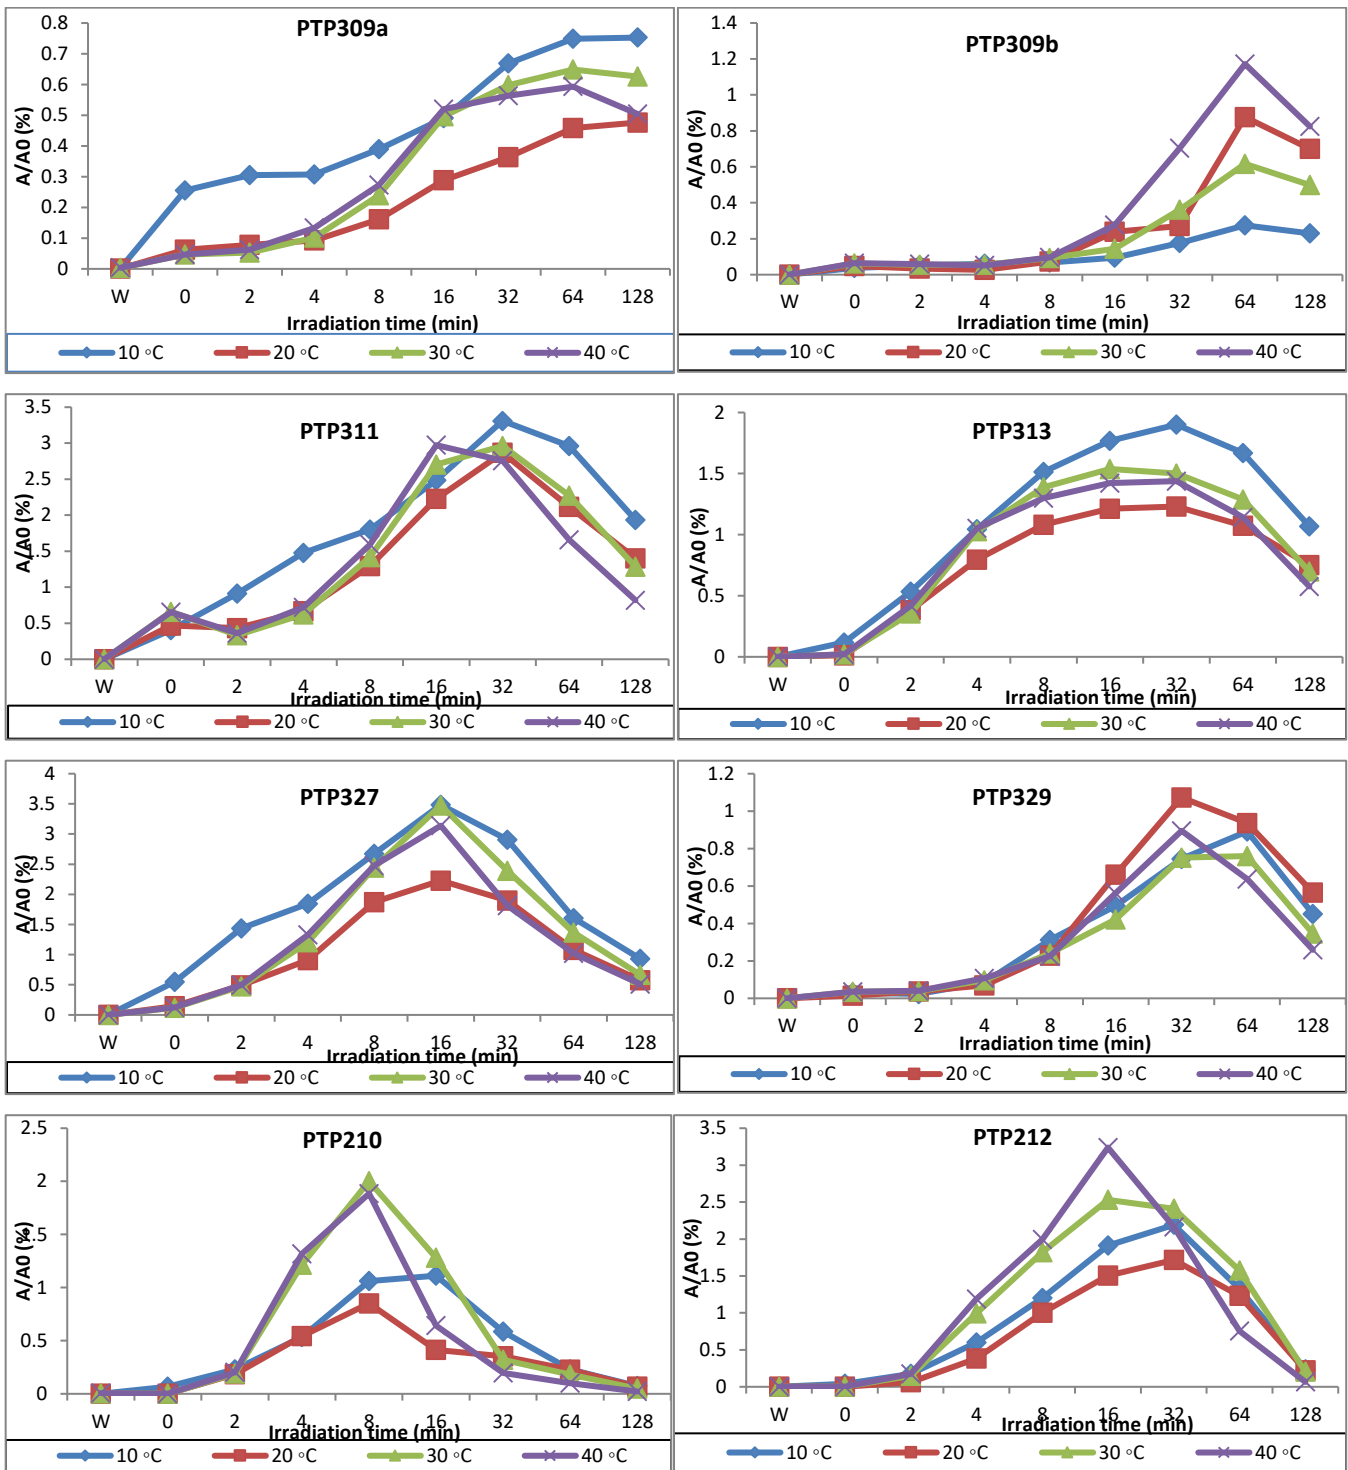 PTP309a
A/A0 (%)
0.8
0.7
0.6
0.5
0.4
0.3
0.2
0.1
0
W 0 2 4 8 16 32 64 128
Irradiation time (min)
10 °C 20 °C 30 °C 40 °C
PTP309b
A/A0 (%)
1.4
1.2
1
0.8
0.6
0.4
0.2
0
W 0 2 4 8 16 32 64 128
Irradiation time (min)
10 °C 20 °C 30 °C 40 °C
PTP311
A/A0 (%)
3.5
3
2.5
2
1.5
1
0.5
0
W 0 2 4 8 16 32 64 128
Irradiation time (min)
10 °C 20 °C 30 °C 40 °C
PTP313
A/A0 (%)
2
1.5
1
0.5
0
W 0 2 4 8 16 32 64 128
Irradiation time (min)
10 °C 20 °C 30 °C 40 °C
PTP327
A/A0 (%)
4
3.5
3
2.5
2
1.5
1
0.5
0
W 0 2 4 8 16 32 64 128
Irradiation time (min)
10 °C 20 °C 30 °C 40 °C
PTP329
A/A0 (%)
1.2
1
0.8
0.6
0.4
0.2
0
W 0 2 4 8 16 32 64 128
Irradiation time (min)
10 °C 20 °C 30 °C 40 °C
PTP210
A/A0 (%)
2.5
2
1.5
1
0.5
0
W 0 2 4 8 16 32 64 128
Irradiation time (min)
10 °C 20 °C 30 °C 40 °C
PTP212
A/A0 (%)
3.5
3
2.5
2
1.5
1
0.5
0
W 0 2 4 8 16 32 64 128
Irradiation time (min)
10 °C 20 °C 30 °C 40 °C